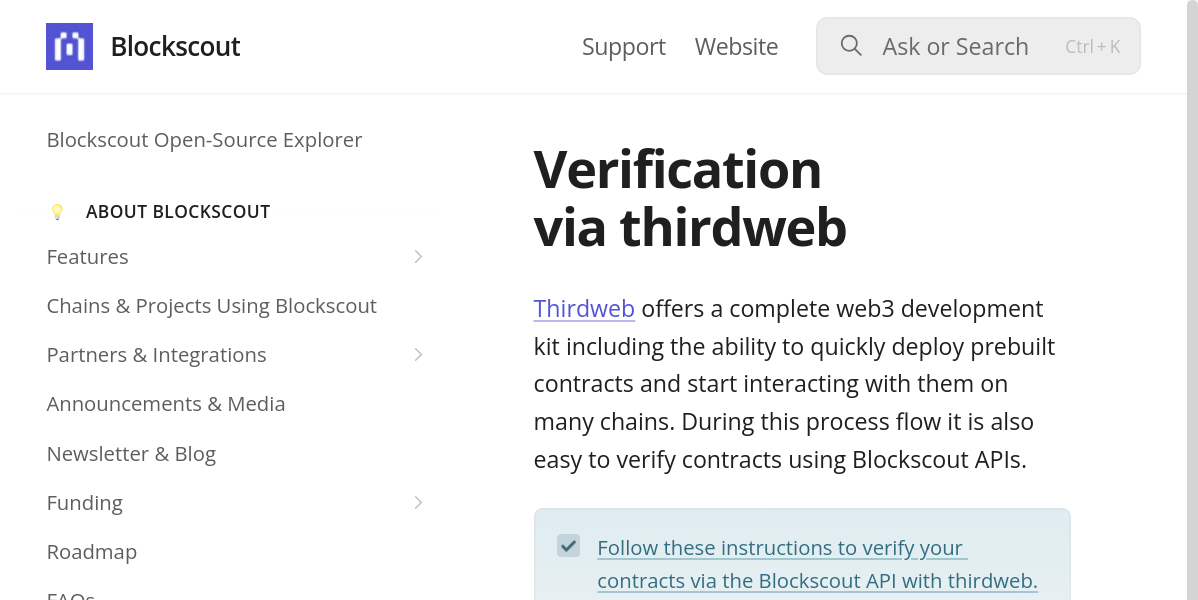 Blockscout
Support
Website
Ask or Search
Ctrl + K
Blockscout Open-Source Explorer
ABOUT BLOCKSCOUT
Features
Chains & Projects Using Blockscout
Partners & Integrations
Announcements & Media
Newsletter & Blog
Funding
Roadmap
FAQs
Verification
via thirdweb
Thirdweb offers a complete web3 development
kit including the ability to quickly deploy prebuilt
contracts and start interacting with them on
many chains. During this process flow it is also
easy to verify contracts using Blockscout APIs.
Follow these instructions to verify your
contracts via the Blockscout API with thirdweb.